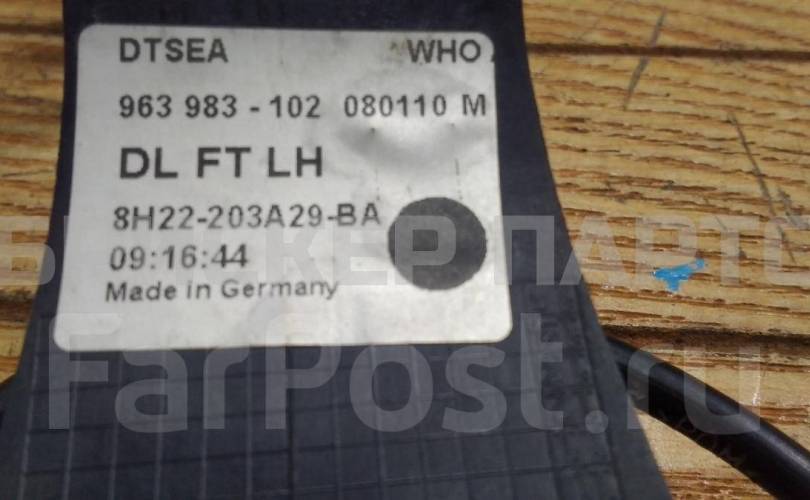 DTSEA WHO
963 983 - 102 080110 M
DL FT LH
8H22-203A29-BA
09:16:44
Made in Germany
FarPost.ru